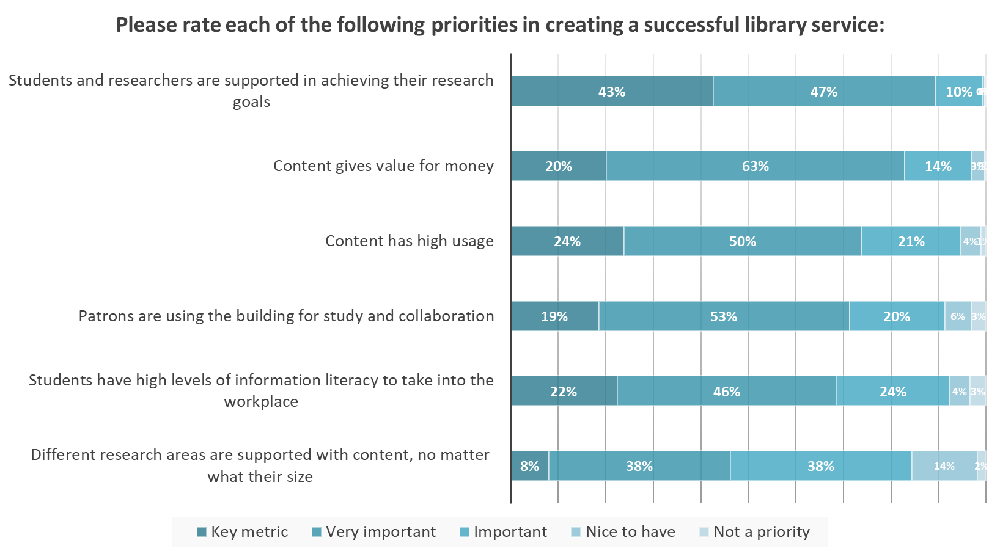 Please rate each of the following priorities in creating a successful library service:
Students and researchers are supported in achieving their research
goals
43% 47% 10%
Content gives value for money
20% 63% 14% 3%
Content has high usage
24% 50% 21% 4% 1%
Patrons are using the building for study and collaboration
19% 53% 20% 6% 3%
Students have high levels of information literacy to take into the
workplace
22% 46% 24% 4% 3%
Different research areas are supported with content, no matter
what their size
8% 38% 38% 14% 2%
Key metric Very important Important Nice to have Not a priority